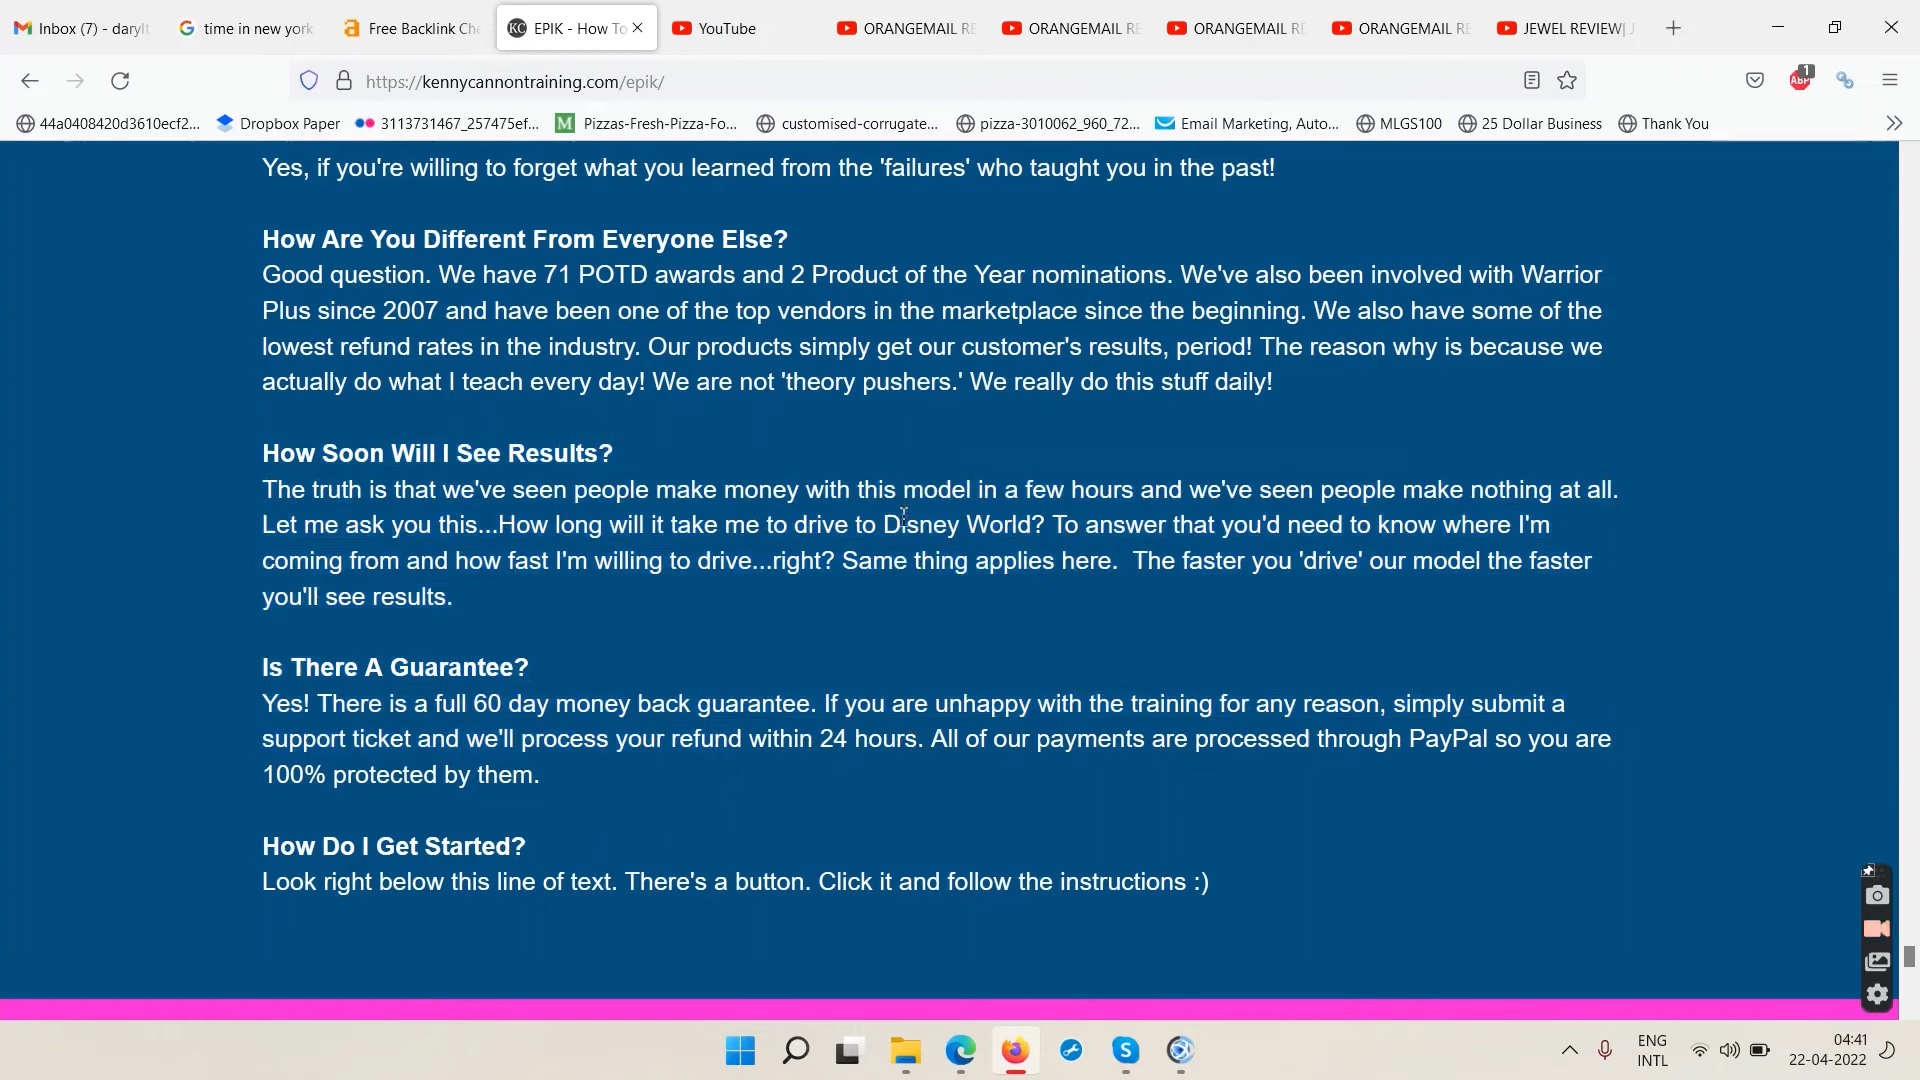 Inbox (7) - darylt
time in new york
Free Backlink Che
EPIK - How To
YouTube
ORANGEMAIL RE
ORANGEMAIL RE
ORANGEMAIL RE
ORANGEMAIL RE
JEWEL REVIEW| J
https://kennycannontraining.com/epik/
ABP
1
44a0408420d3610ecf2...
Dropbox Paper
3113731467_257475ef...
Pizzas-Fresh-Pizza-Fo...
customised-corrugate...
pizza-3010062_960_72...
Email Marketing, Auto...
MLGS100
25 Dollar Business
Thank You
Yes, if you're willing to forget what you learned from the 'failures' who taught you in the past!
How Are You Different From Everyone Else?
Good question. We have 71 POTD awards and 2 Product of the Year nominations. We've also been involved with Warrior
Plus since 2007 and have been one of the top vendors in the marketplace since the beginning. We also have some of the
lowest refund rates in the industry. Our products simply get our customer's results, period! The reason why is because we
actually do what I teach every day! We are not 'theory pushers.' We really do this stuff daily!
How Soon Will I See Results?
The truth is that we've seen people make money with this model in a few hours and we've seen people make nothing at all.
Let me ask you this...How long will it take me to drive to Disney World? To answer that you'd need to know where I'm
coming from and how fast I'm willing to drive...right? Same thing applies here.  The faster you 'drive' our model the faster
you'll see results.
Is There A Guarantee?
Yes! There is a full 60 day money back guarantee. If you are unhappy with the training for any reason, simply submit a
support ticket and we'll process your refund within 24 hours. All of our payments are processed through PayPal so you are
100% protected by them.
How Do I Get Started?
Look right below this line of text. There's a button. Click it and follow the instructions :)
ENG
INTL
04:41
22-04-2022